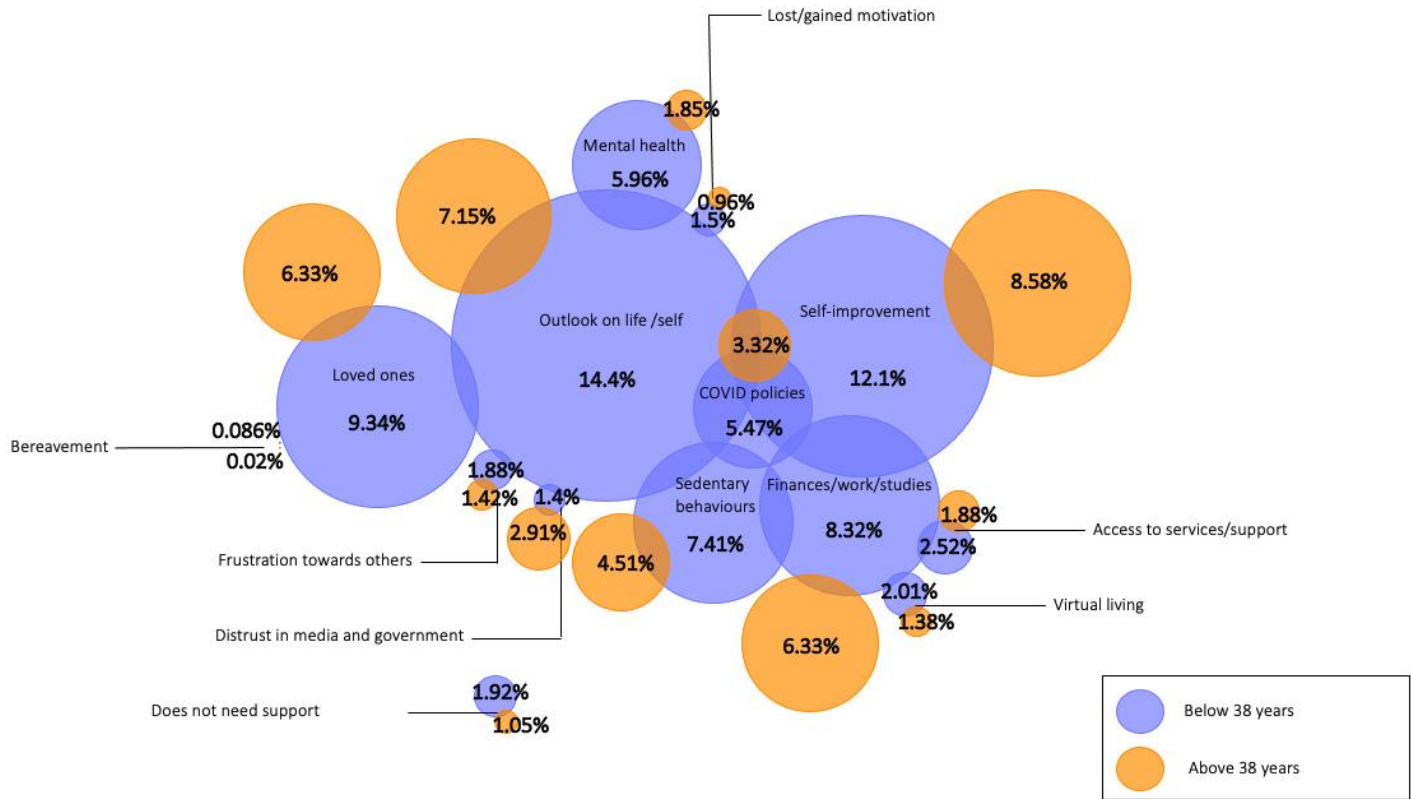 Lost/gained motivation
1.85%
Mental health
5.96%
0.96%
1.5%
7.15%
6.33%
8.58%
Self-improvement
12.1%
Outlook on life /self
14.4%
3.32%
COVID policies
5.47%
Loved ones
9.34%
0.086%
Bereavement
0.02%
1.88%
1.42%
Frustration towards others
1.4%
2.91%
Distrust in media and government
4.51%
Sedentary
behaviours
7.41%
Finances/work/studies
8.32%
1.88%
Access to services/support
2.52%
2.01%
Virtual living
1.38%
6.33%
1.92%
Does not need support
1.05%
Below 38 years
Above 38 years